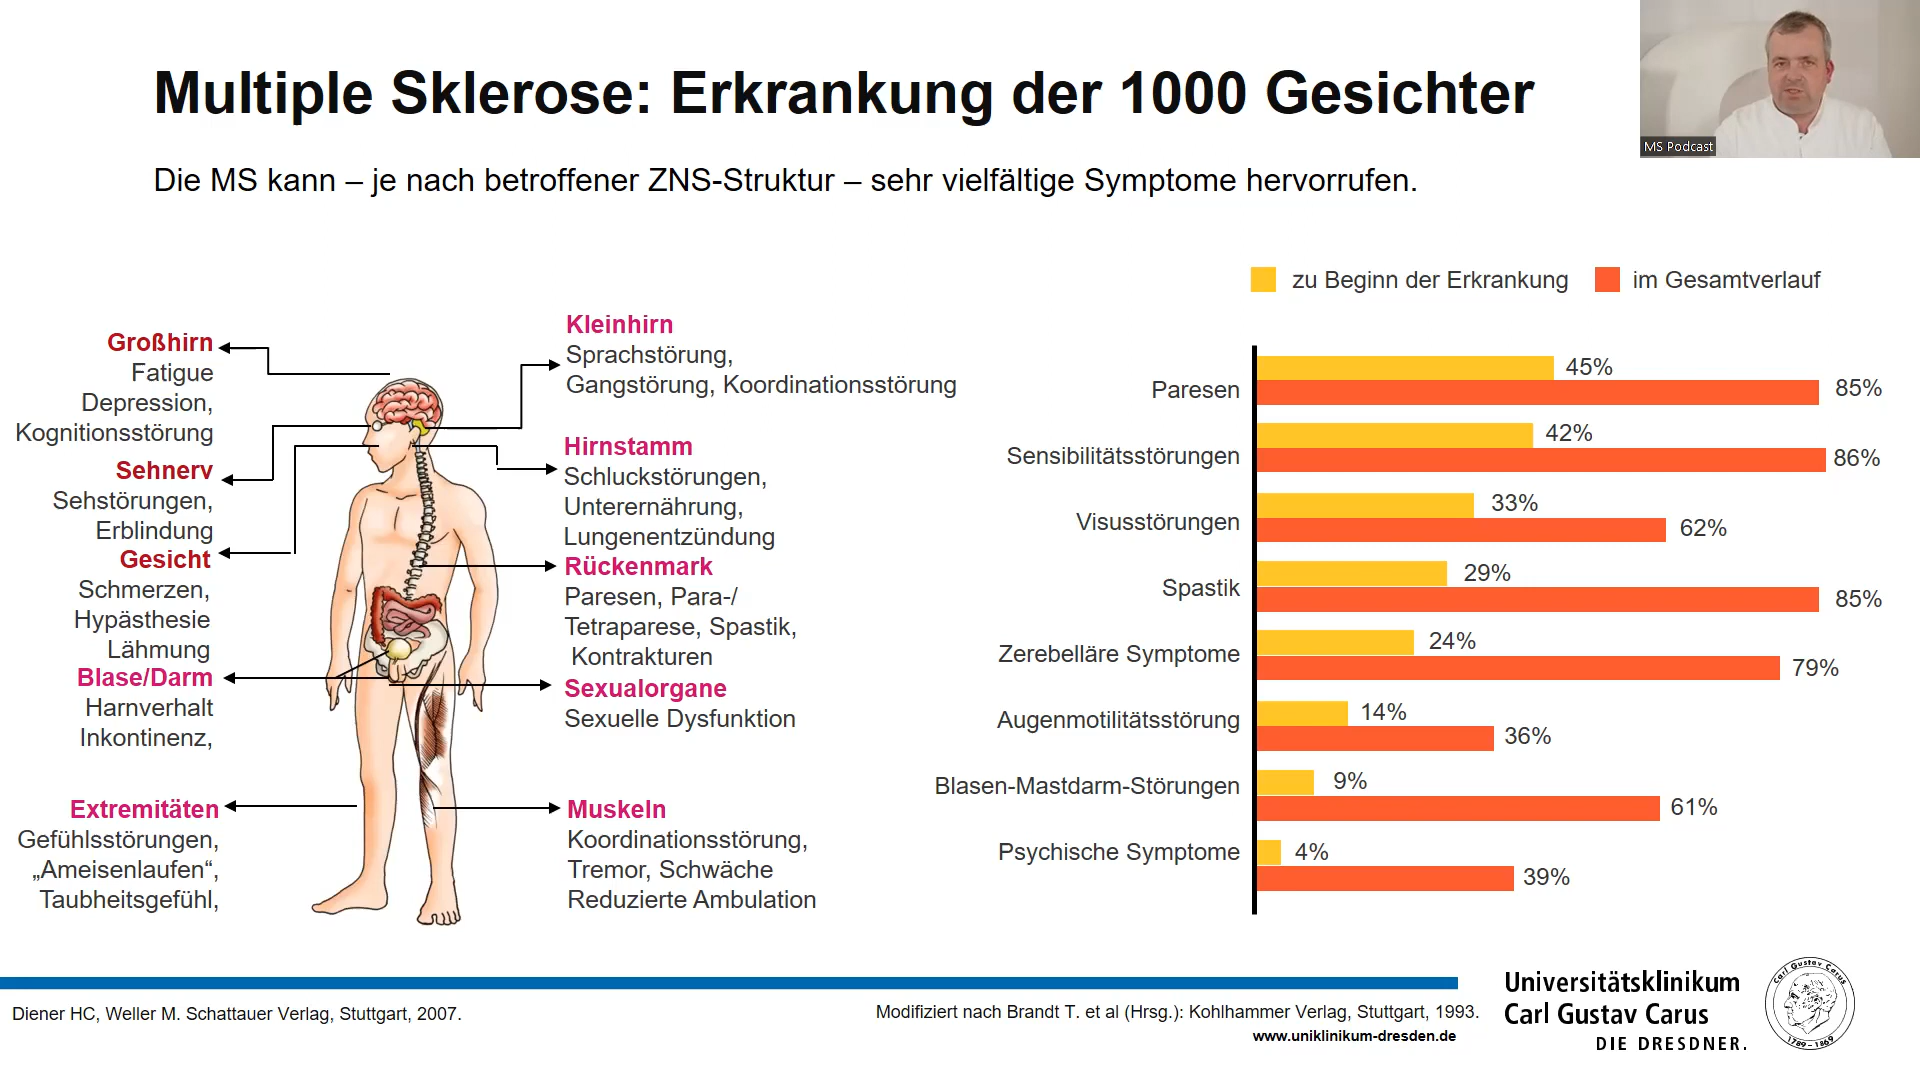 Multiple Sklerose: Erkrankung der 1000 Gesichter
MS Podcast
Die MS kann – je nach betroffener ZNS-Struktur – sehr vielfältige Symptome hervorrufen.
Großhirn
Fatigue
Depression,
Kognitionsstörung
Sehnerv
Sehstörungen,
Erblindung
Gesicht
Schmerzen,
Hypästhesie
Lähmung
Blase/Darm
Harnverhalt
Inkontinenz,
Extremitäten
Gefühlsstörungen,
„Ameisenlaufen“,
Taubheitsgefühl,
Kleinhirn
Sprachstörung,
Gangstörung, Koordinationsstörung
Hirnstamm
Schluckstörungen,
Unterernährung,
Lungenentzündung
Rückenmark
Paresen, Para-/
Tetraparese, Spastik,
Kontrakturen
Sexualorgane
Sexuelle Dysfunktion
Muskeln
Koordinationsstörung,
Tremor, Schwäche
Reduzierte Ambulation
zu Beginn der Erkrankung im Gesamtverlauf
Paresen 45% 85%
Sensibilitätsstörungen 42% 86%
Visusstörungen 33% 62%
Spastik 29% 85%
Zerebelläre Symptome 24% 79%
Augenmotilitätsstörung 14% 36%
Blasen-Mastdarm-Störungen 9% 61%
Psychische Symptome 4% 39%
Diener HC, Weller M. Schattauer Verlag, Stuttgart, 2007.
Modifiziert nach Brandt T. et al (Hrsg.): Kohlhammer Verlag, Stuttgart, 1993.
www.uniklinikum-dresden.de
Universitätsklinikum
Carl Gustav Carus
DIE DRESDNER.
Carl Gustav Carus
1789–1869